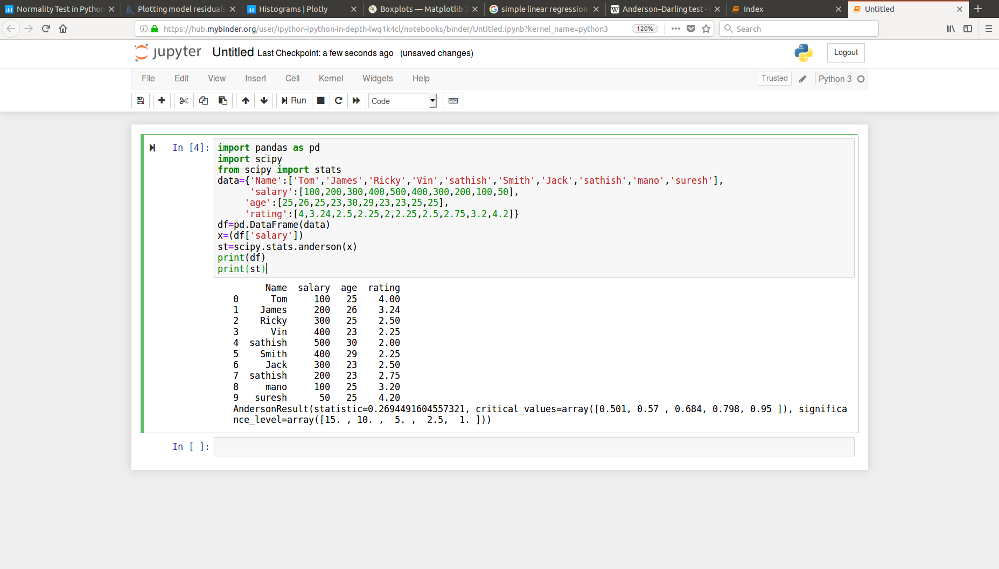 Normality Test in Python
Plotting model residuals
Histograms | Plotly
Boxplots — Matplotlib 3
simple linear regression
Anderson–Darling test -
Index
Untitled
https://hub.mybinder.org/user/ipython-ipython-in-depth-lwq1k4cl/notebooks/binder/Untitled.ipynb?kernel_name=python3
120%
Search
jupyter Untitled Last Checkpoint: a few seconds ago (unsaved changes)
Logout
File Edit View Insert Cell Kernel Widgets Help
Trusted
Python 3
Run
Code
In [4]:
import pandas as pd
import scipy
from scipy import stats
data={'Name':['Tom','James','Ricky','Vin','sathish','Smith','Jack','sathish','mano','suresh'],
      'salary':[100,200,300,400,500,400,300,200,100,50],
     'age':[25,26,25,23,30,29,23,23,25,25],
     'rating':[4,3.24,2.5,2.25,2,2.25,2.5,2.75,3.2,4.2]}
df=pd.DataFrame(data)
x=(df['salary'])
st=scipy.stats.anderson(x)
print(df)
print(st)
      Name  salary  age  rating
0      Tom     100   25    4.00
1    James     200   26    3.24
2    Ricky     300   25    2.50
3      Vin     400   23    2.25
4  sathish     500   30    2.00
5    Smith     400   29    2.25
6     Jack     300   23    2.50
7  sathish     200   23    2.75
8     mano     100   25    3.20
9   suresh      50   25    4.20
AndersonResult(statistic=0.2694491604557321, critical_values=array([0.501, 0.57 , 0.684, 0.798, 0.95 ]), significa
nce_level=array([15. , 10. ,  5. ,  2.5,  1. ]))
In [ ]: